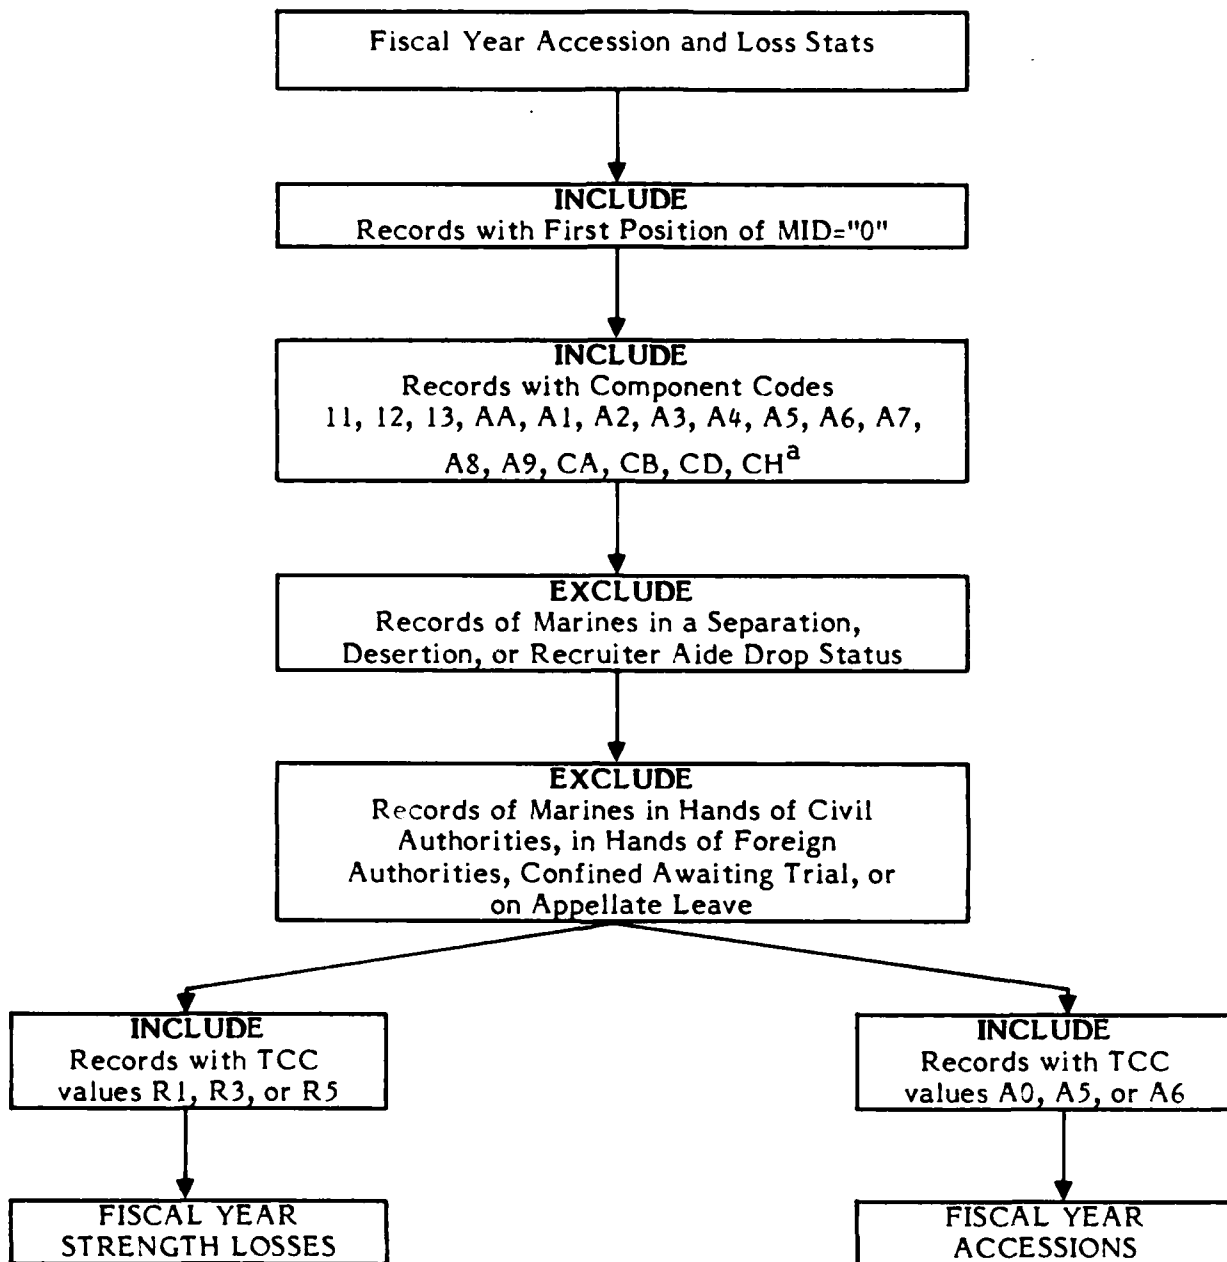 Fiscal Year Accession and Loss Stats
INCLUDE
Records with First Position of MID="0"
INCLUDE
Records with Component Codes
11, 12, 13, AA, A1, A2, A3, A4, A5, A6, A7,
A8, A9, CA, CB, CD, CHª
EXCLUDE
Records of Marines in a Separation,
Desertion, or Recruiter Aide Drop Status
EXCLUDE
Records of Marines in Hands of Civil
Authorities, in Hands of Foreign
Authorities, Confined Awaiting Trial, or
on Appellate Leave
INCLUDE
Records with TCC
values R1, R3, or R5
FISCAL YEAR
STRENGTH LOSSES
INCLUDE
Records with TCC
values A0, A5, or A6
FISCAL YEAR
ACCESSIONS